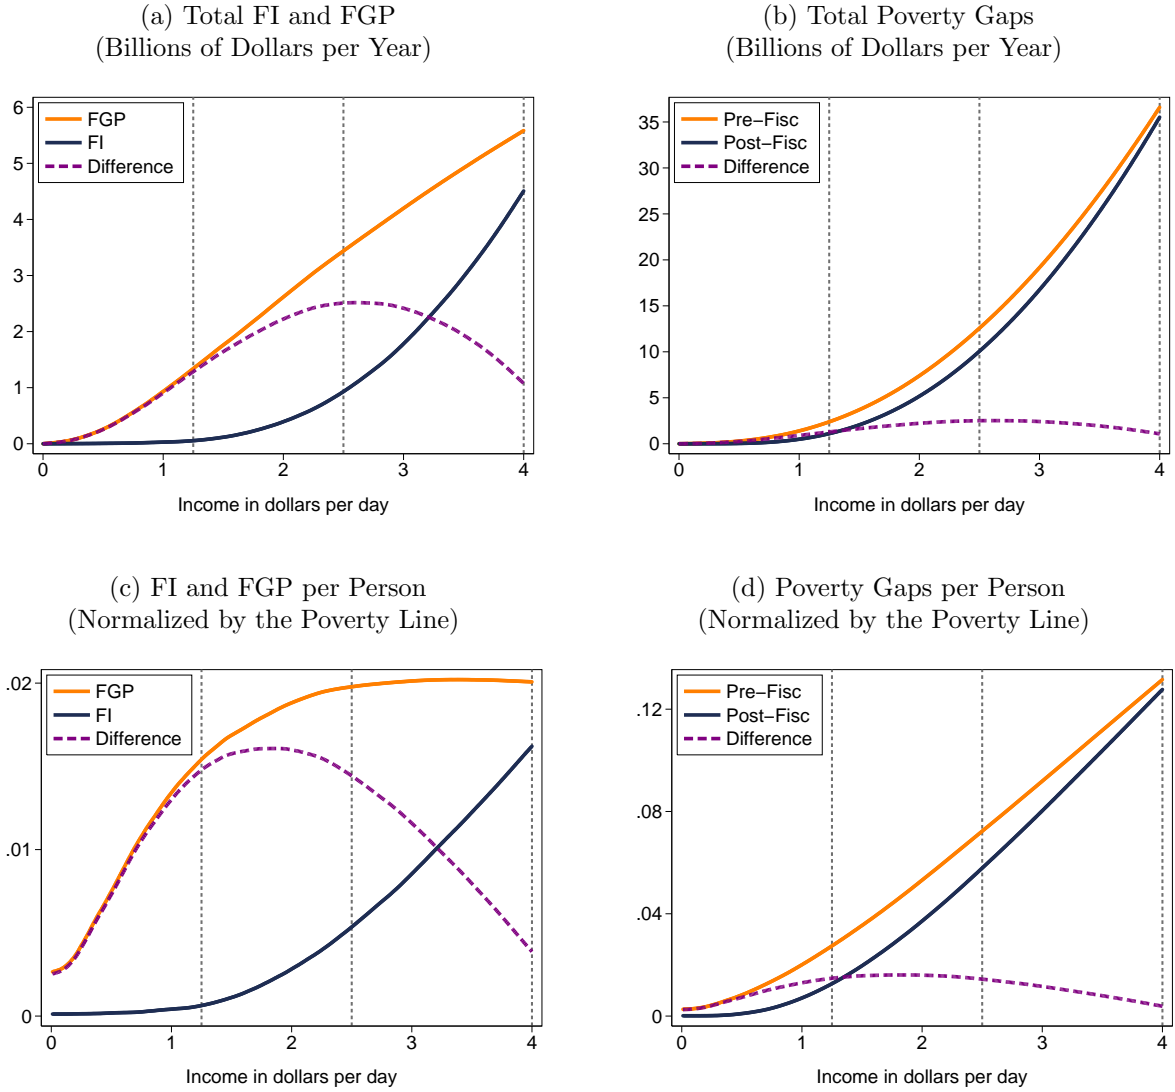 (a) Total FI and FGP
(Billions of Dollars per Year)
6
5
4
3
2
1
0
FGP
FI
Difference
0 1 2 3 4
Income in dollars per day
(b) Total Poverty Gaps
(Billions of Dollars per Year)
35
30
25
20
15
10
5
0
Pre−Fisc
Post−Fisc
Difference
0 1 2 3 4
Income in dollars per day
(c) FI and FGP per Person
(Normalized by the Poverty Line)
.02
.01
0
FGP
FI
Difference
0 1 2 3 4
Income in dollars per day
(d) Poverty Gaps per Person
(Normalized by the Poverty Line)
.12
.08
.04
0
Pre−Fisc
Post−Fisc
Difference
0 1 2 3 4
Income in dollars per day